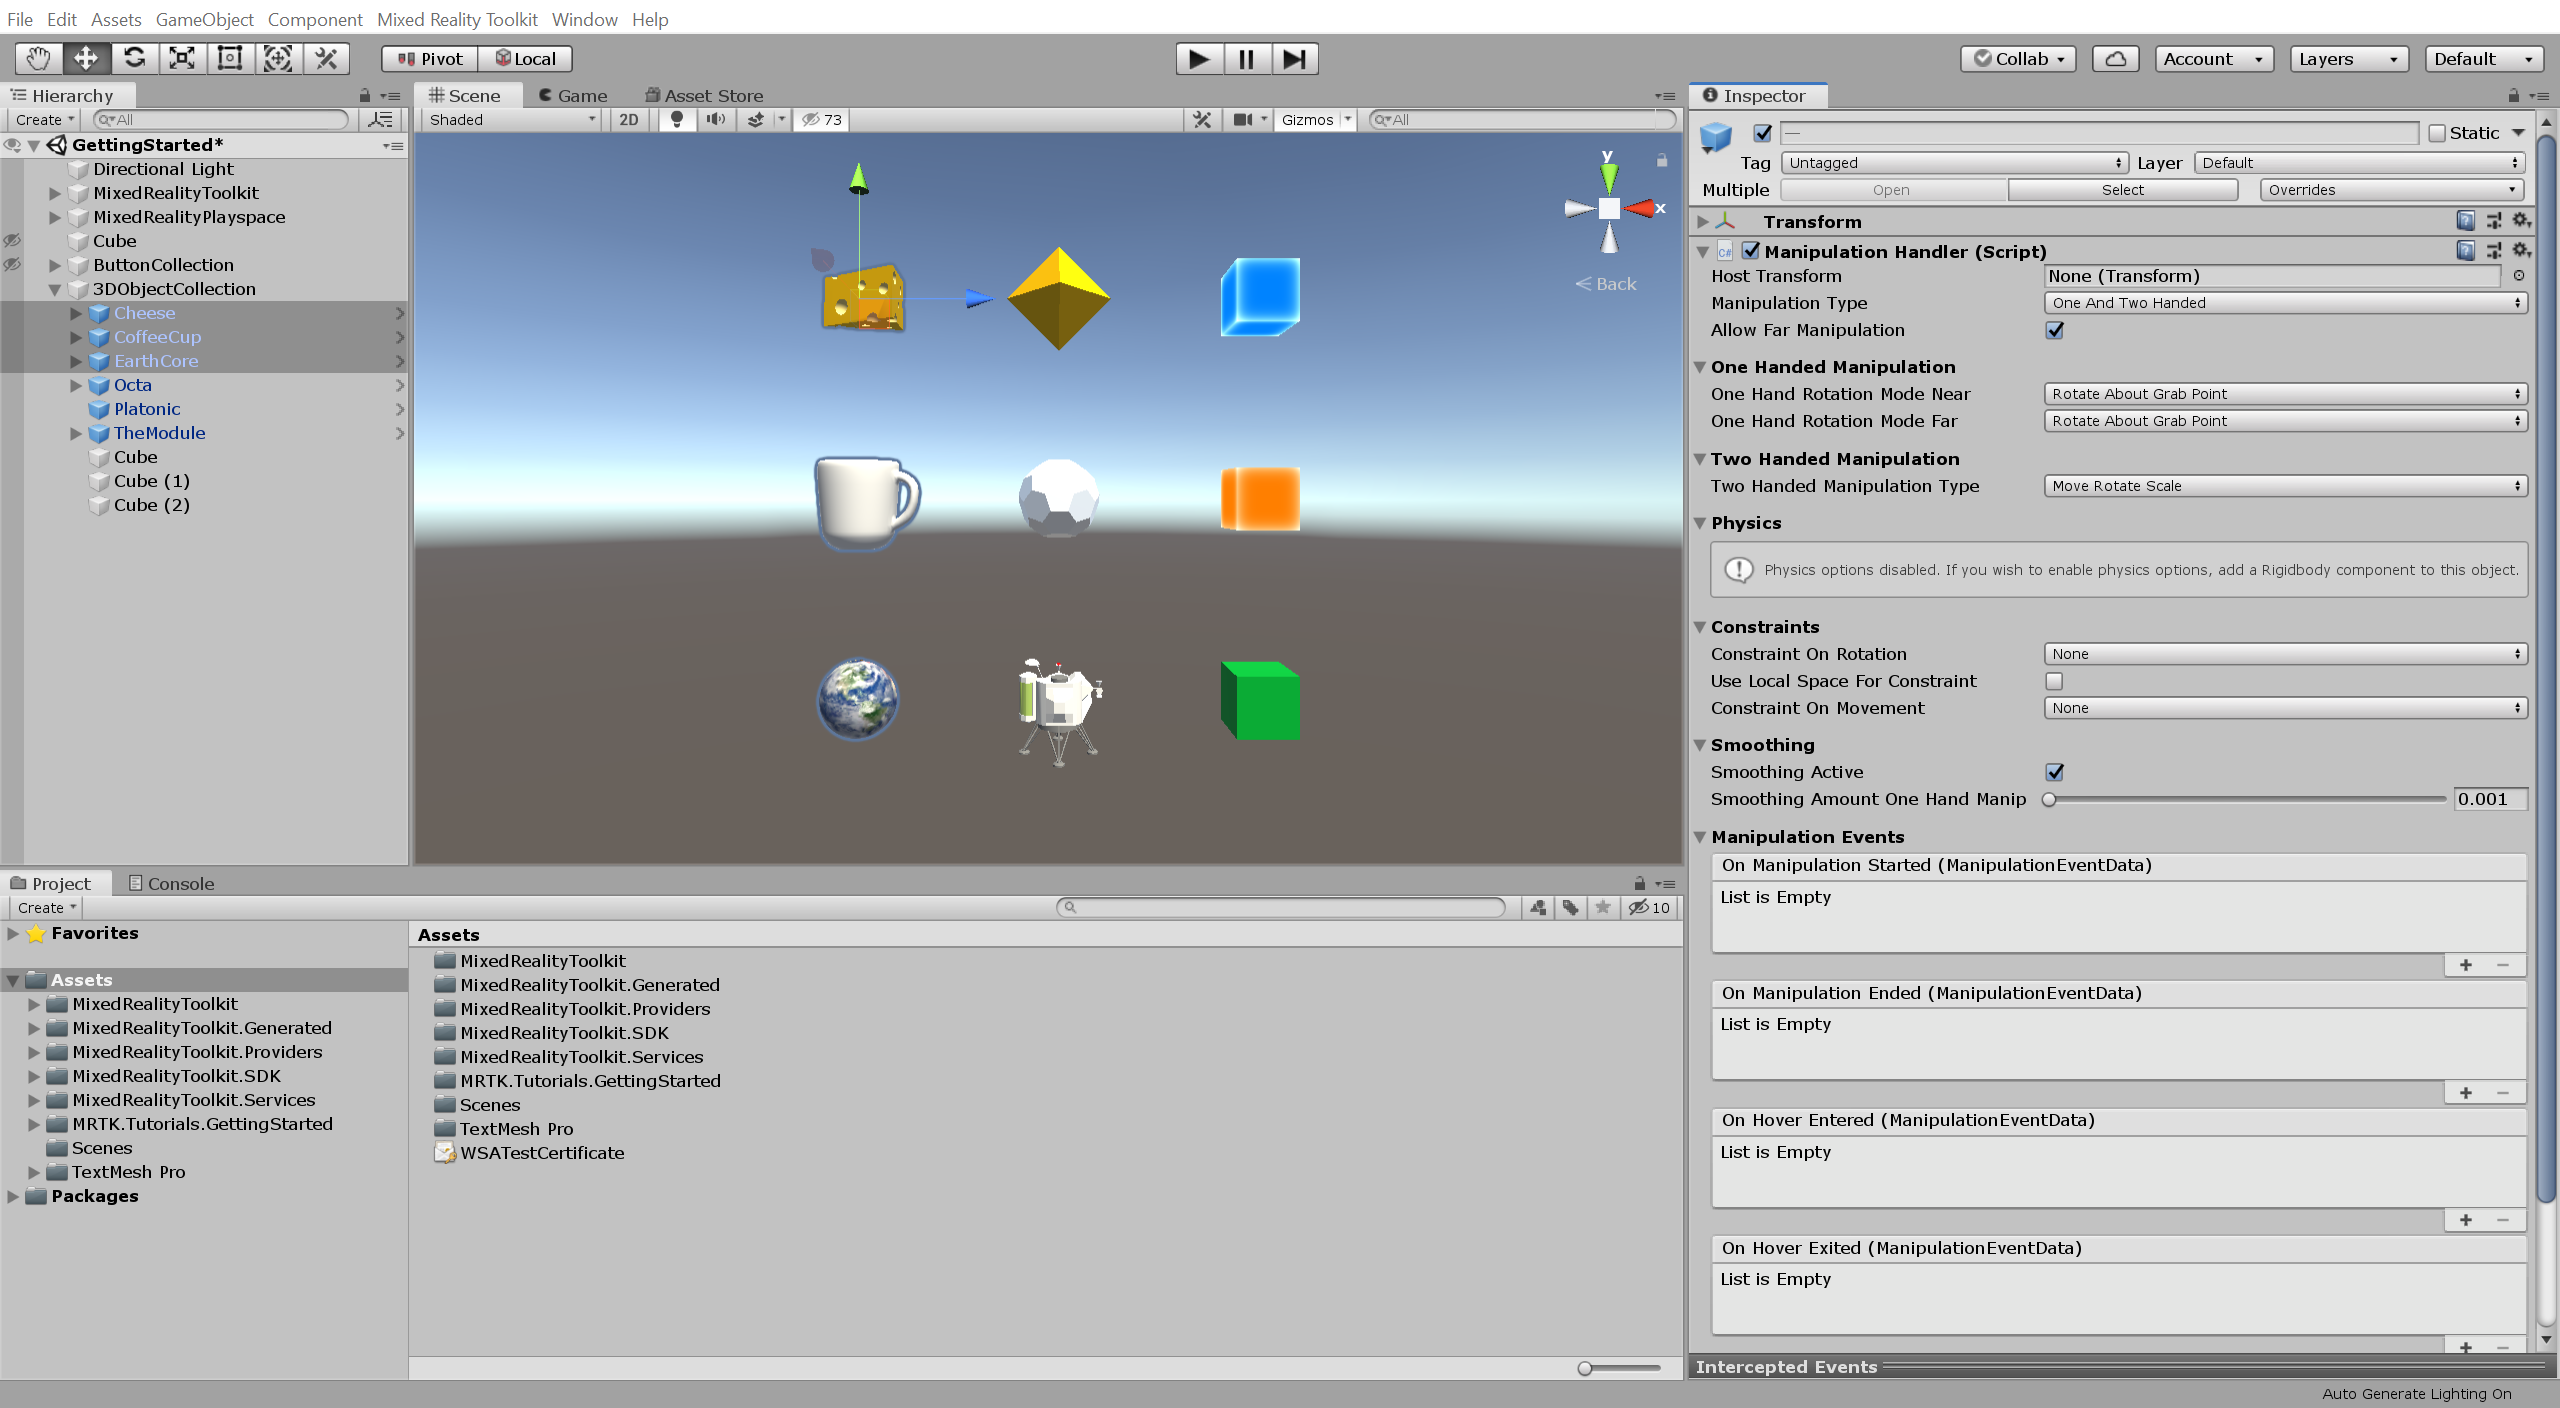 File Edit Assets GameObject Component Mixed Reality Toolkit Window Help
Pivot Local
Collab Account Layers Default
Hierarchy
Create All
GettingStarted*
Directional Light
MixedRealityToolkit
MixedRealityPlayspace
Cube
ButtonCollection
3DObjectCollection
Cheese
CoffeeCup
EarthCore
Octa
Platonic
TheModule
Cube
Cube (1)
Cube (2)
Scene Game Asset Store
Shaded 2D 73 Gizmos All
y
x
Back
Inspector
—
Static
Tag Untagged Layer Default
Multiple Open Select Overrides
Transform
C#
Manipulation Handler (Script)
Host Transform None (Transform)
Manipulation Type One And Two Handed
Allow Far Manipulation
One Handed Manipulation
One Hand Rotation Mode Near Rotate About Grab Point
One Hand Rotation Mode Far Rotate About Grab Point
Two Handed Manipulation
Two Handed Manipulation Type Move Rotate Scale
Physics
Physics options disabled. If you wish to enable physics options, add a Rigidbody component to this object.
Constraints
Constraint On Rotation None
Use Local Space For Constraint
Constraint On Movement None
Smoothing
Smoothing Active
Smoothing Amount One Hand Manip 0.001
Manipulation Events
On Manipulation Started (ManipulationEventData)
List is Empty
+ −
On Manipulation Ended (ManipulationEventData)
List is Empty
+ −
On Hover Entered (ManipulationEventData)
List is Empty
+ −
On Hover Exited (ManipulationEventData)
List is Empty
+ −
Intercepted Events
Project Console
Create 10
Favorites
Assets
MixedRealityToolkit
MixedRealityToolkit.Generated
MixedRealityToolkit.Providers
MixedRealityToolkit.SDK
MixedRealityToolkit.Services
MRTK.Tutorials.GettingStarted
Scenes
TextMesh Pro
Packages
Assets
MixedRealityToolkit
MixedRealityToolkit.Generated
MixedRealityToolkit.Providers
MixedRealityToolkit.SDK
MixedRealityToolkit.Services
MRTK.Tutorials.GettingStarted
Scenes
TextMesh Pro
WSATestCertificate
Auto Generate Lighting On